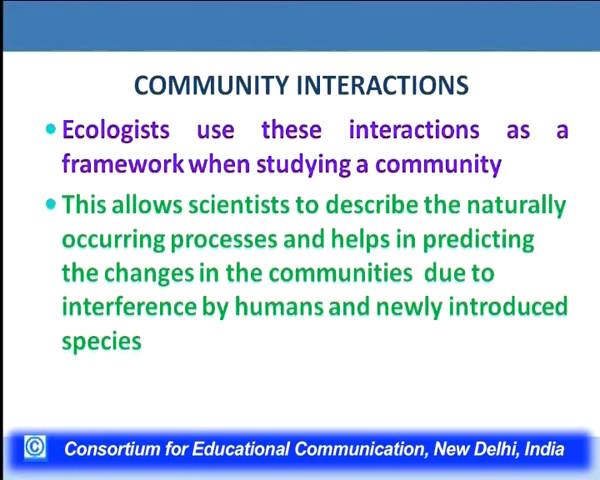 COMMUNITY INTERACTIONS
• Ecologists use these interactions as a
framework when studying a community
• This allows scientists to describe the naturally
occurring processes and helps in predicting
the changes in the communities due to
interference by humans and newly introduced
species
© Consortium for Educational Communication, New Delhi, India